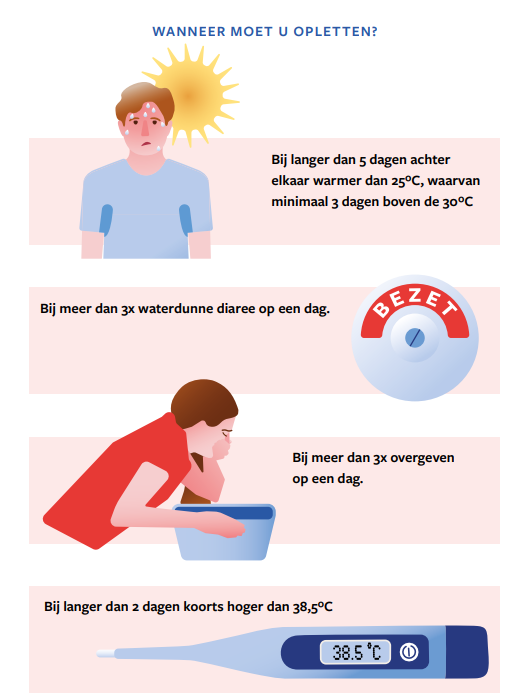 WANNEER MOET U OPLETTEN?
Bij langer dan 5 dagen achter
elkaar warmer dan 25ºC, waarvan
minimaal 3 dagen boven de 30ºC
Bij meer dan 3x waterdunne diaree op een dag.
BEZET
Bij meer dan 3x overgeven
op een dag.
Bij langer dan 2 dagen koorts hoger dan 38,5ºC
38.5 °C